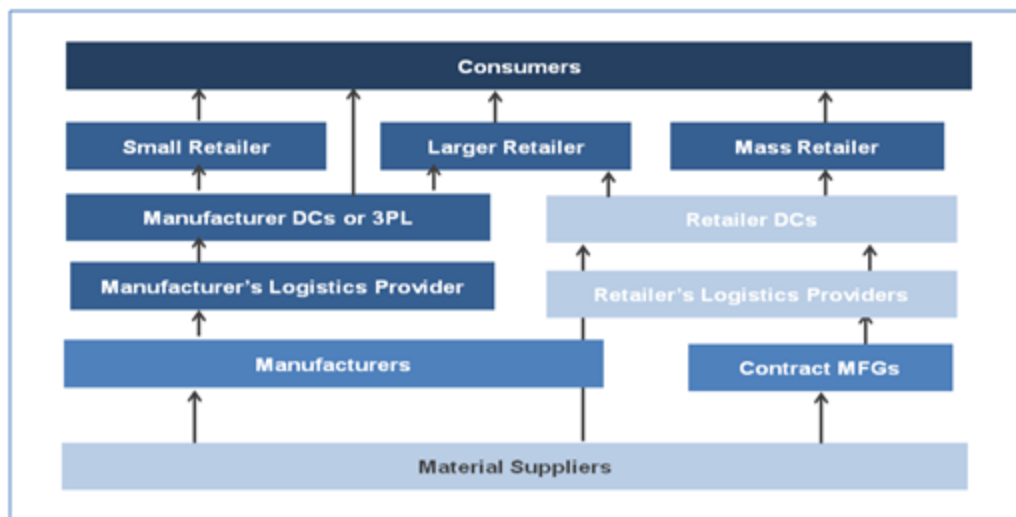 Consumers
Small Retailer
Larger Retailer
Mass Retailer
Manufacturer DCs or 3PL
Retailer DCs
Manufacturer's Logistics Provider
Retailer's Logistics Providers
Manufacturers
Contract MFGs
Material Suppliers